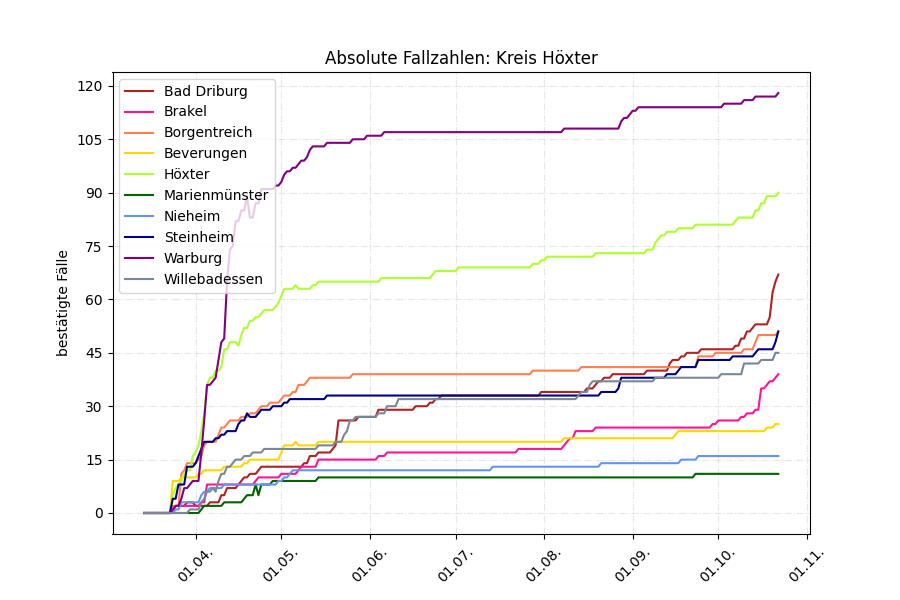 Absolute Fallzahlen: Kreis Höxter
bestätigte Fälle
120
105
90
75
60
45
30
15
0
Bad Driburg
Brakel
Borgentreich
Beverungen
Höxter
Marienmünster
Nieheim
Steinheim
Warburg
Willebadessen
01.04.
01.05.
01.06.
01.07.
01.08.
01.09.
01.10.
01.11.